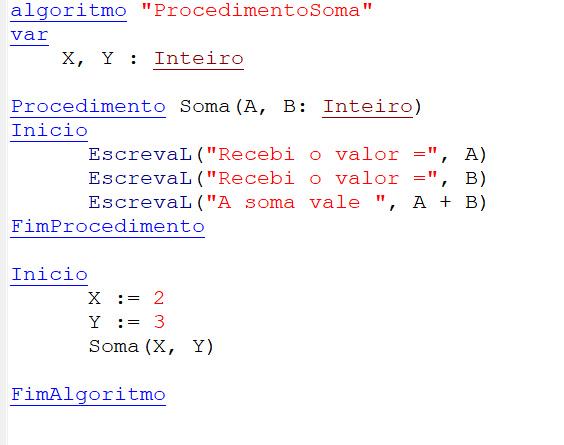 algoritmo "ProcedimentoSoma"
var
X, Y : Inteiro
Procedimento Soma(A, B: Inteiro)
Inicio
EscrevaL("Recebi o valor =", A)
EscrevaL("Recebi o valor =", B)
EscrevaL("A soma vale ", A + B)
FimProcedimento
Inicio
X := 2
Y := 3
Soma(X, Y)
FimAlgoritmo